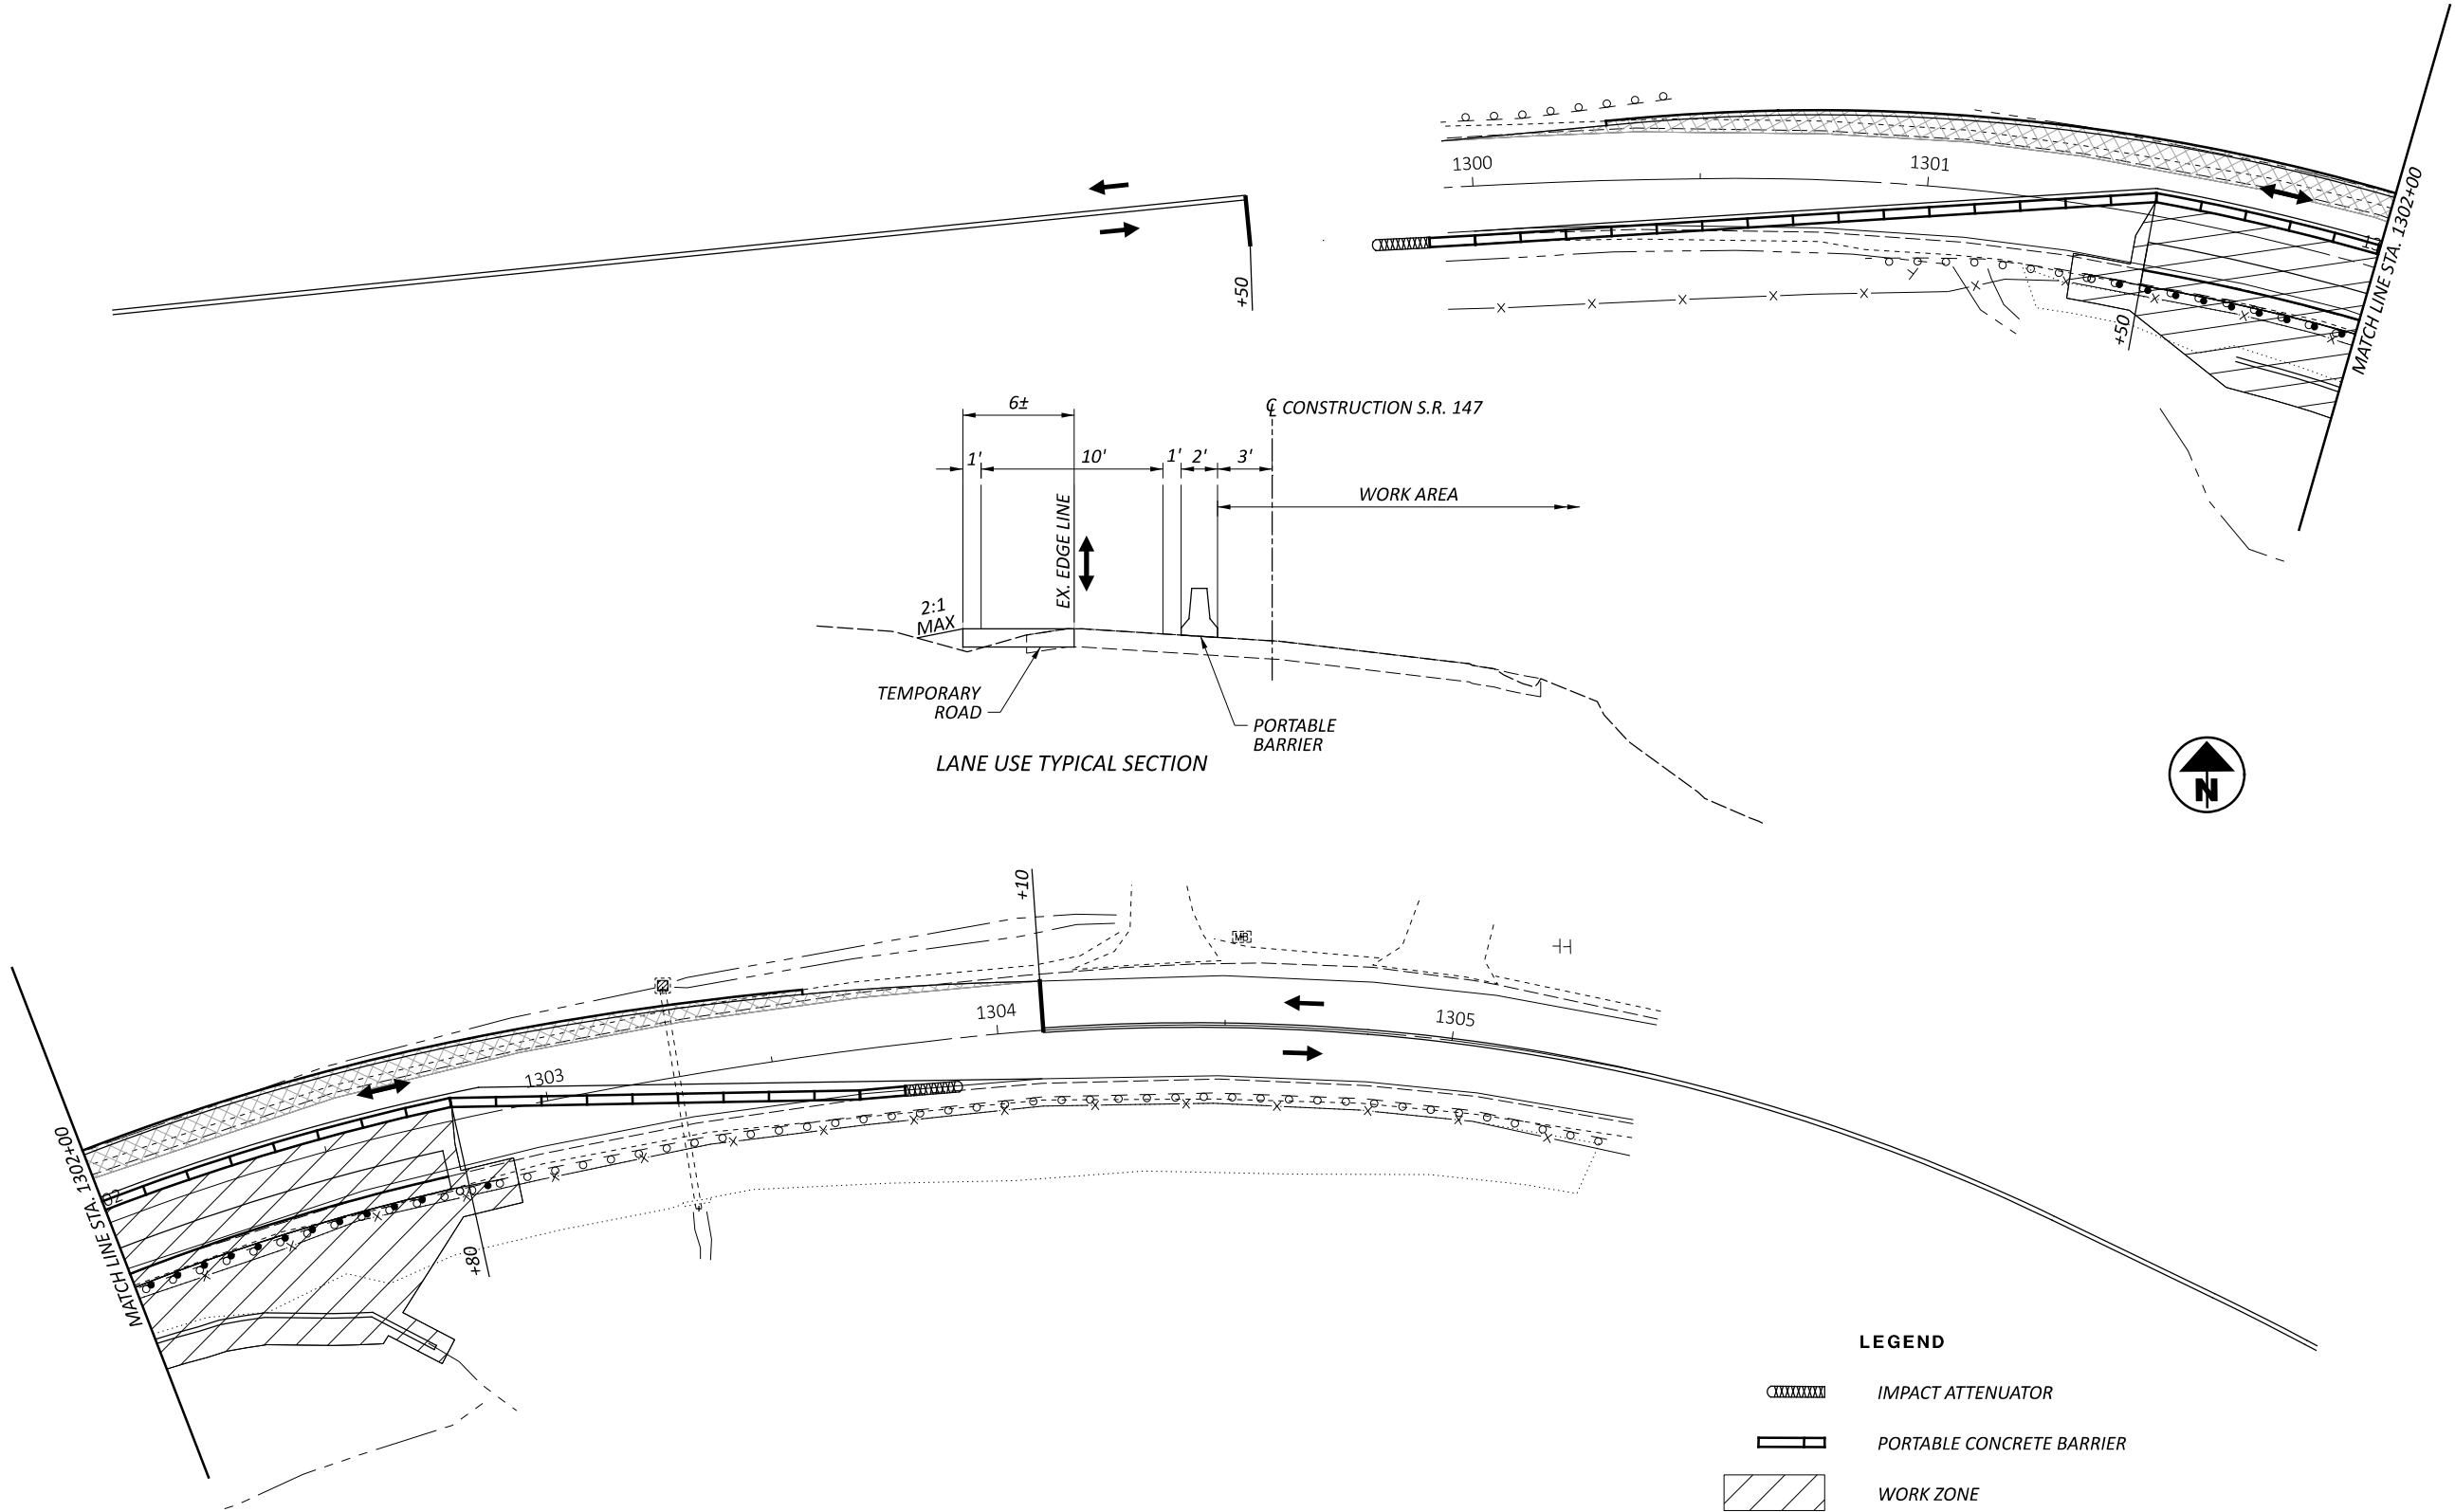 1300
1301
+50
+50
MATCH LINE STA. 1302+00
6±
℄ CONSTRUCTION S.R. 147
1'
10'
1'
2'
3'
WORK AREA
EX. EDGE LINE
2:1
MAX
TEMPORARY
ROAD
PORTABLE
BARRIER
LANE USE TYPICAL SECTION
N
+10
MB
1304
1305
1303
MATCH LINE STA. 1302+00
02
+80
LEGEND
IMPACT ATTENUATOR
PORTABLE CONCRETE BARRIER
WORK ZONE